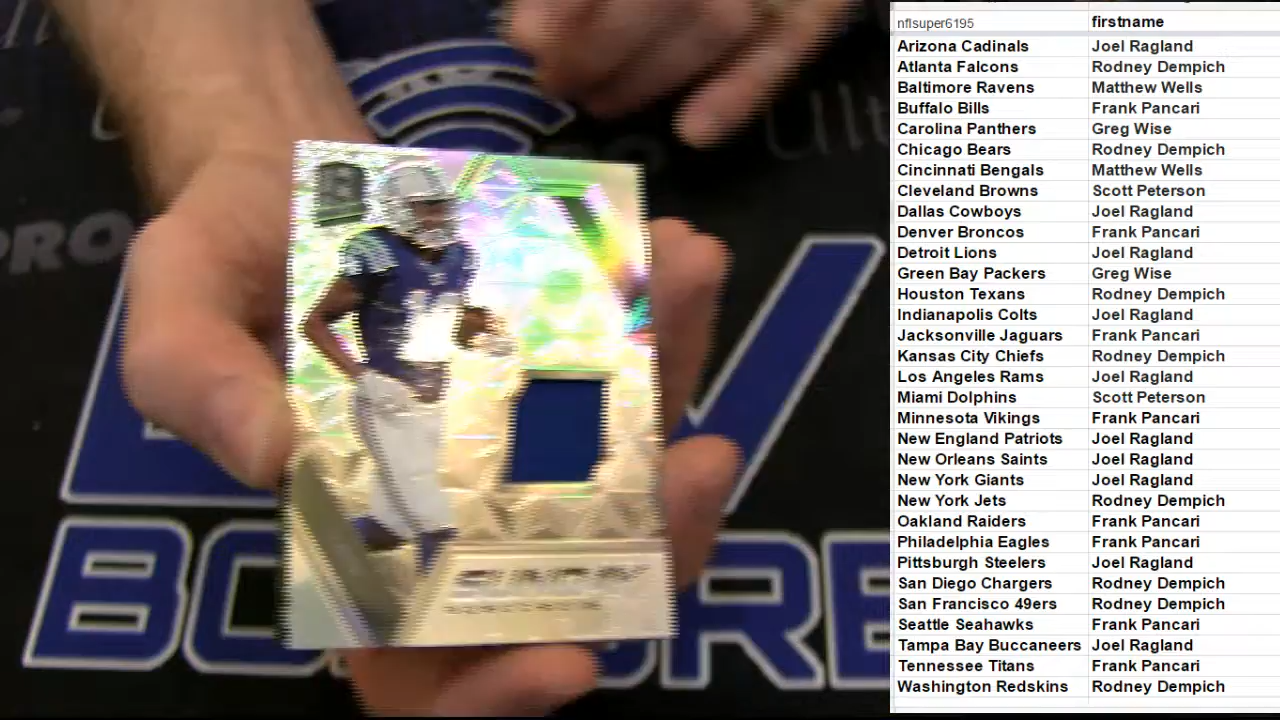 nflsuper6195 firstname
Arizona Cadinals Joel Ragland
Atlanta Falcons Rodney Dempich
Baltimore Ravens Matthew Wells
Buffalo Bills Frank Pancari
Carolina Panthers Greg Wise
Chicago Bears Rodney Dempich
Cincinnati Bengals Matthew Wells
Cleveland Browns Scott Peterson
Dallas Cowboys Joel Ragland
Denver Broncos Frank Pancari
Detroit Lions Joel Ragland
Green Bay Packers Greg Wise
Houston Texans Rodney Dempich
Indianapolis Colts Joel Ragland
Jacksonville Jaguars Frank Pancari
Kansas City Chiefs Rodney Dempich
Los Angeles Rams Joel Ragland
Miami Dolphins Scott Peterson
Minnesota Vikings Frank Pancari
New England Patriots Joel Ragland
New Orleans Saints Joel Ragland
New York Giants Joel Ragland
New York Jets Rodney Dempich
Oakland Raiders Frank Pancari
Philadelphia Eagles Frank Pancari
Pittsburgh Steelers Joel Ragland
San Diego Chargers Rodney Dempich
San Francisco 49ers Rodney Dempich
Seattle Seahawks Frank Pancari
Tampa Bay Buccaneers Joel Ragland
Tennessee Titans Frank Pancari
Washington Redskins Rodney Dempich
PRO